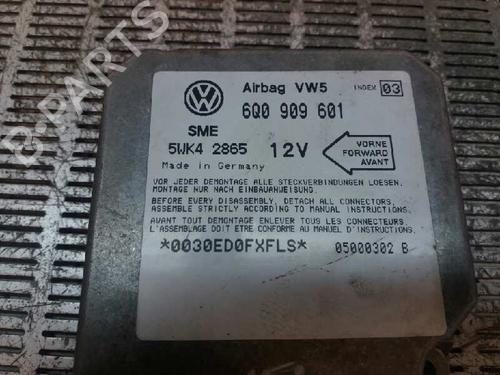 Airbag VW5
INDEX 03
6Q0 909 601
SME
5WK4 2865
12V
VORNE
FORWARD
AVANT
Made in Germany
VOR JEDER DEMONTAGE ALLE STECKVERBINDUNGEN LOESEN.
MONTAGE NUR NACH EINBAUANWEISUNG!
BEFORE EVERY DISASSEMBLY, DETACH ALL CONNECTORS.
ASSEMBLE STRICTLY ACCORDING TO MANUAL INSTRUCTIONS.
AVANT TOUT DEMONTAGE ENLEVER TOUS LES CONNECTEURS
L'ASSEMBLAGE DOIT ETRE CONFORME AU MANUEL D'INSTRUCTIONS.
*0030ED0FXFLS*
05000302 B